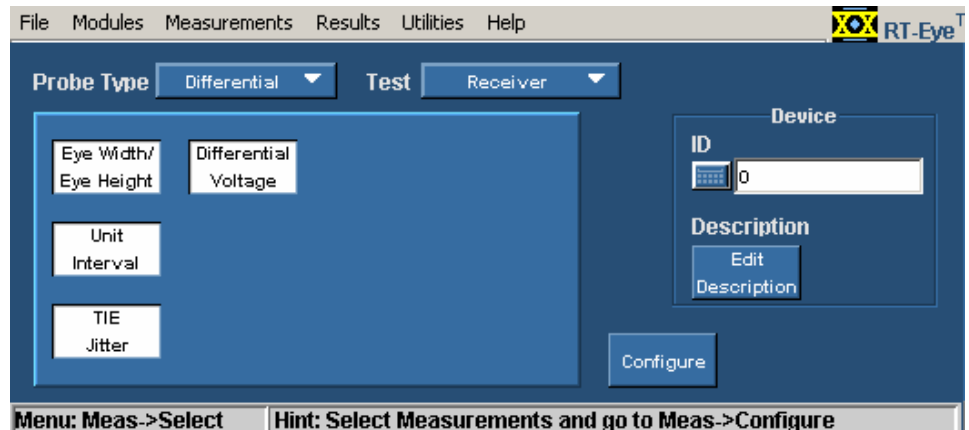 File Modules Measurements Results Utilities Help
RT-Eye T
Probe Type Differential Test Receiver
Device
Eye Width/
Eye Height
Differential
Voltage
ID
0
Unit
Interval
Description
Edit
Description
TIE
Jitter
Configure
Menu: Meas->Select Hint: Select Measurements and go to Meas->Configure